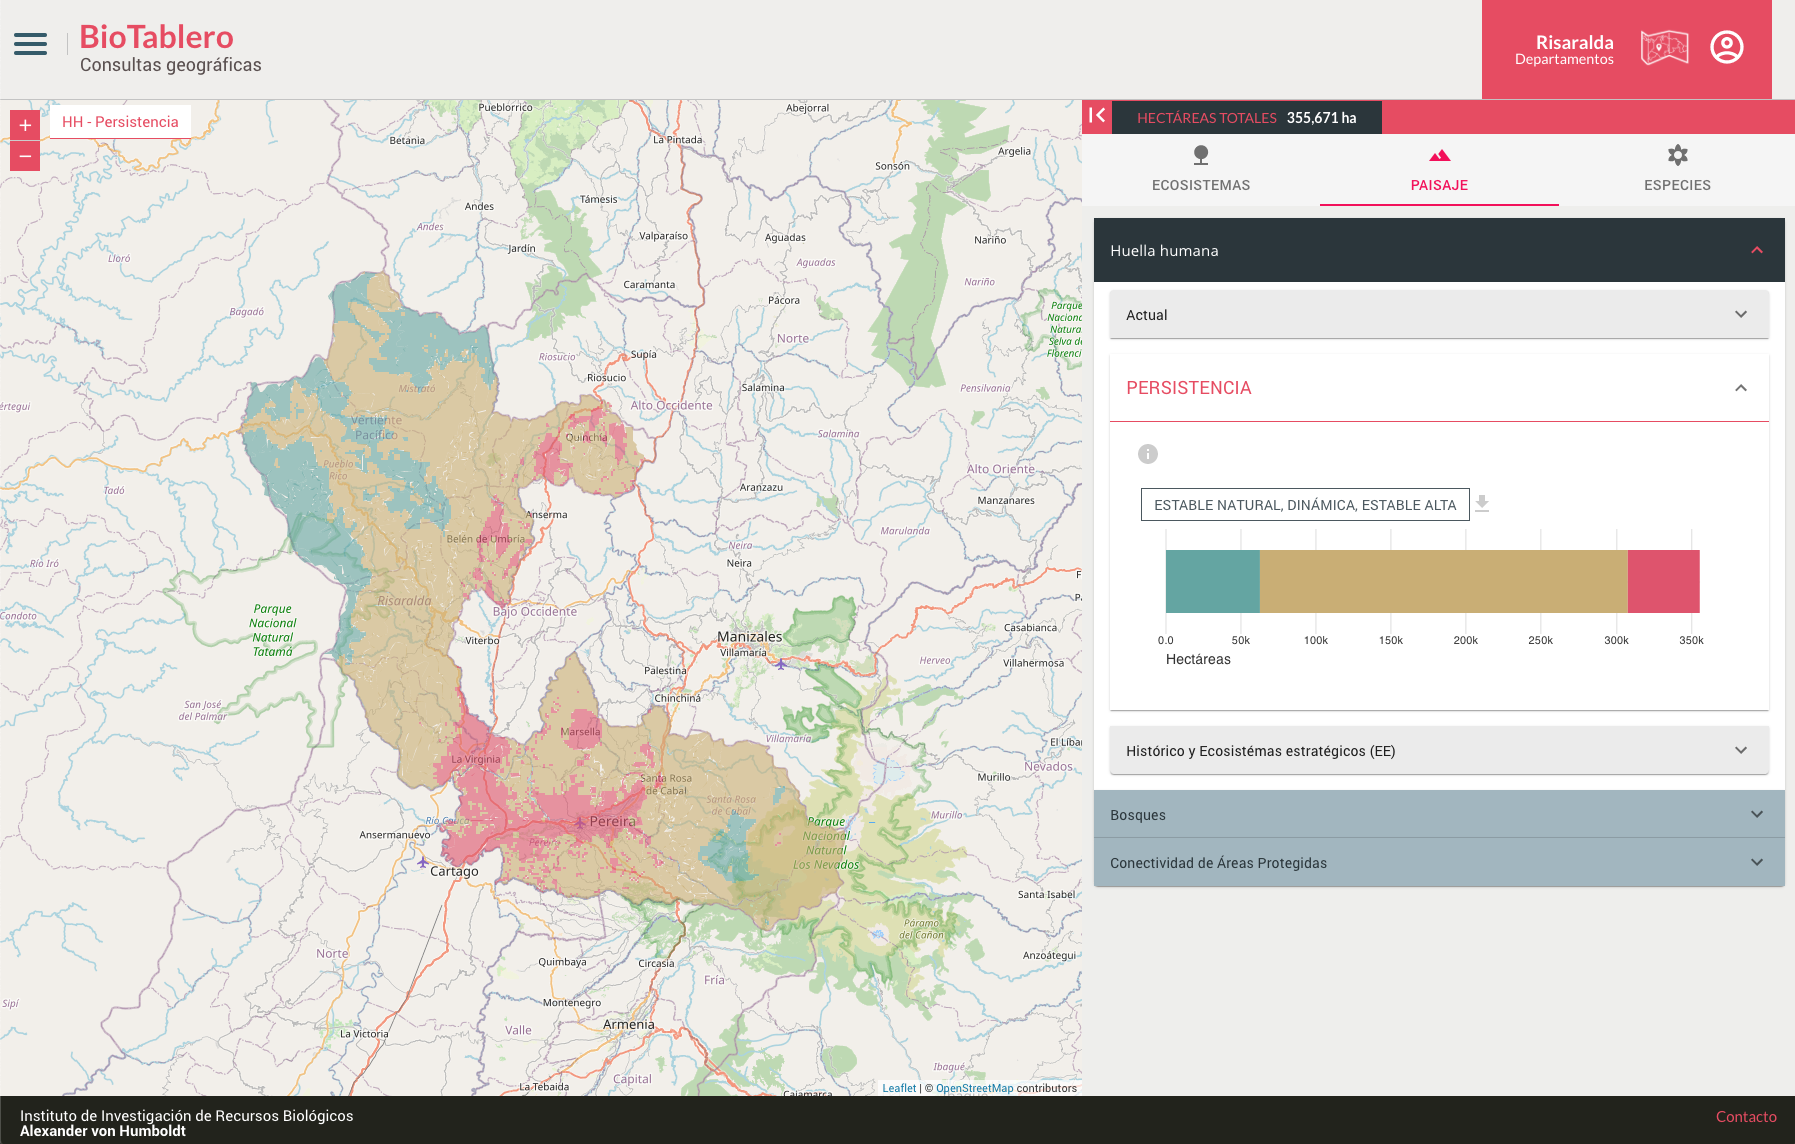 BioTablero
Consultas geográficas
Risaralda
Departamentos
HH - Persistencia
+
−
HECTÁREAS TOTALES 355,671 ha
ECOSISTEMAS
PAISAJE
ESPECIES
Huella humana
Actual
PERSISTENCIA
ESTABLE NATURAL, DINÁMICA, ESTABLE ALTA
0.0 50k 100k 150k 200k 250k 300k 350k
Hectáreas
Histórico y Ecosistémas estratégicos (EE)
Bosques
Conectividad de Áreas Protegidas
Pueblorrico
Abejorral
Betania
La Pintada
Argelia
Sonsón
Támesis
Andes
Andes
Valparaíso
Aguadas
Nariño
Jardín
Lloró
Aguadas
Caramanta
Nariño
Pácora
Bagadó
Parque
Nacional
Natural
Selva de
Florenci
Norte
Riosucio
Supía
Riosucio
Mistrató
Salamina
Pensilvania
értegui
Alto Occidente
Vertiente
Pacífico
Quinchía
Salamina
Pueblo
Rico
Alto Oriente
Tadó
Aranzazu
Manzanares
Anserma
Marulanda
Belén de Umbría
Neira
Neira
Río Iró
F
P
Risaralda
Parque
Nacional
Natural
Tatamá
Condoto
Bajo Occidente
Casabianca
Viterbo
Manizales
Villamaría
Herveo
Villahermosa
Palestina
Chinchiná
San José
del Palmar
Marsella
Villamaría
El Líba
La Virginia
Nevados
Murillo
Santa Rosa
de Cabal
Santa Rosa
de Cabal
Río Cauca
Pereira
Parque
Nacional
Natural
Los Nevados
Murillo
Ansermanuevo
Cartago
Santa Isabel
Páramo
del Cañon
Norte
Quimbaya
Circasia
Anzoátegui
Fría
Sipí
Montenegro
Armenia
Valle
La Victoria
Ibagué
Capital
La Tebaida
Cajamarca
Leaflet | © OpenStreetMap contributors
Instituto de Investigación de Recursos Biológicos
Alexander von Humboldt
Contacto